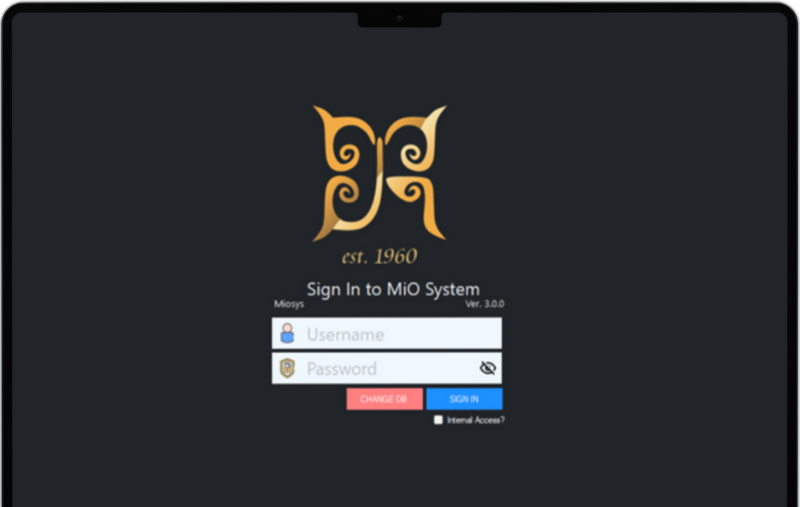 est. 1960
Sign In to MiO System
Miosys Ver. 3.0.0
Username
Password
CHANGE DB SIGN IN
Internal Access?